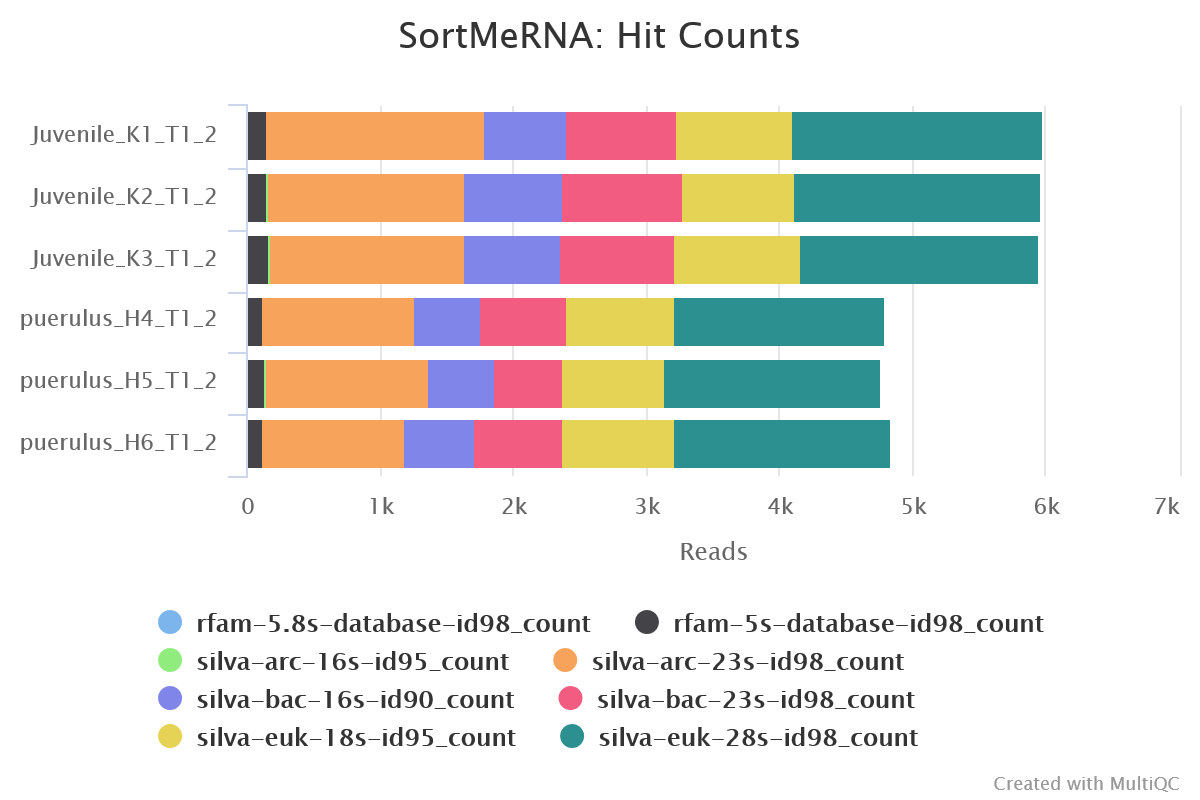 SortMeRNA: Hit Counts
Juvenile_K1_T1_2
Juvenile_K2_T1_2
Juvenile_K3_T1_2
puerulus_H4_T1_2
puerulus_H5_T1_2
puerulus_H6_T1_2
0 1k 2k 3k 4k 5k 6k 7k
Reads
rfam-5.8s-database-id98_count rfam-5s-database-id98_count
silva-arc-16s-id95_count silva-arc-23s-id98_count
silva-bac-16s-id90_count silva-bac-23s-id98_count
silva-euk-18s-id95_count silva-euk-28s-id98_count
Created with MultiQC